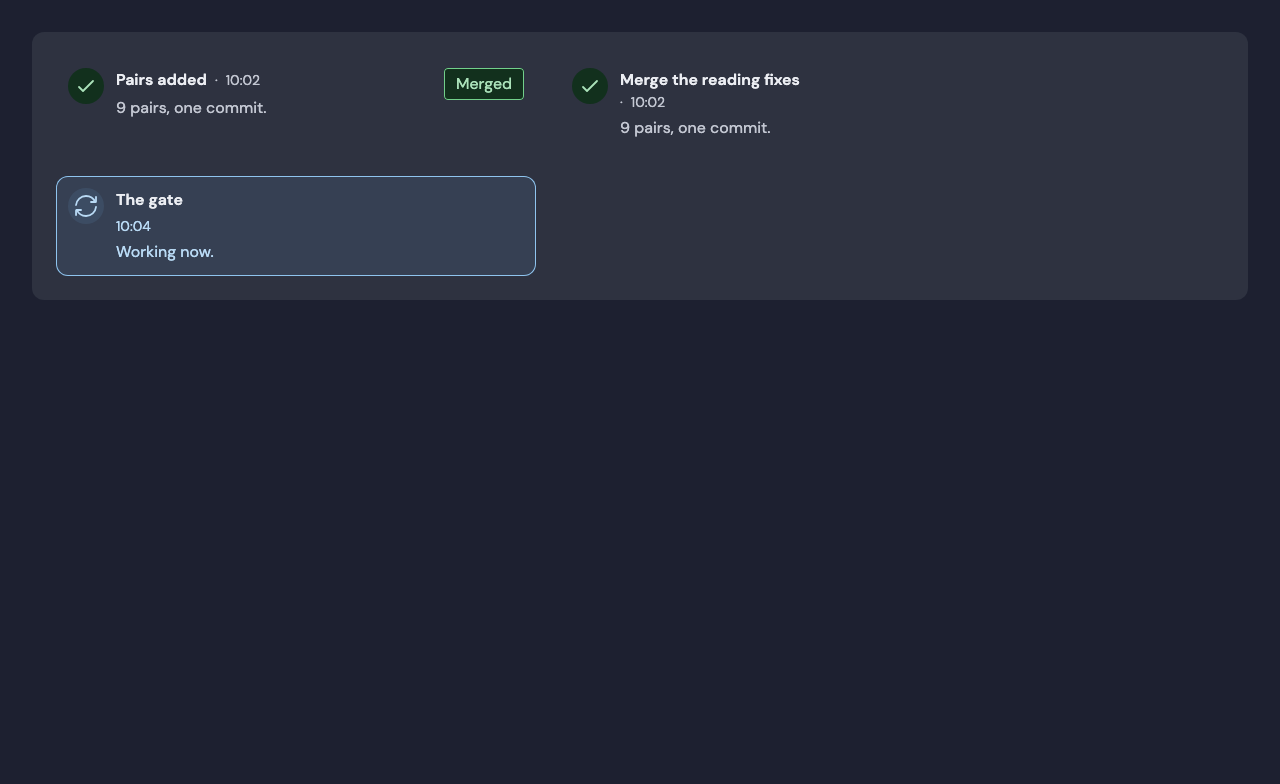 Pairs added · 10:02
Merged
9 pairs, one commit.
Merge the reading fixes
· 10:02
9 pairs, one commit.
The gate
10:04
Working now.